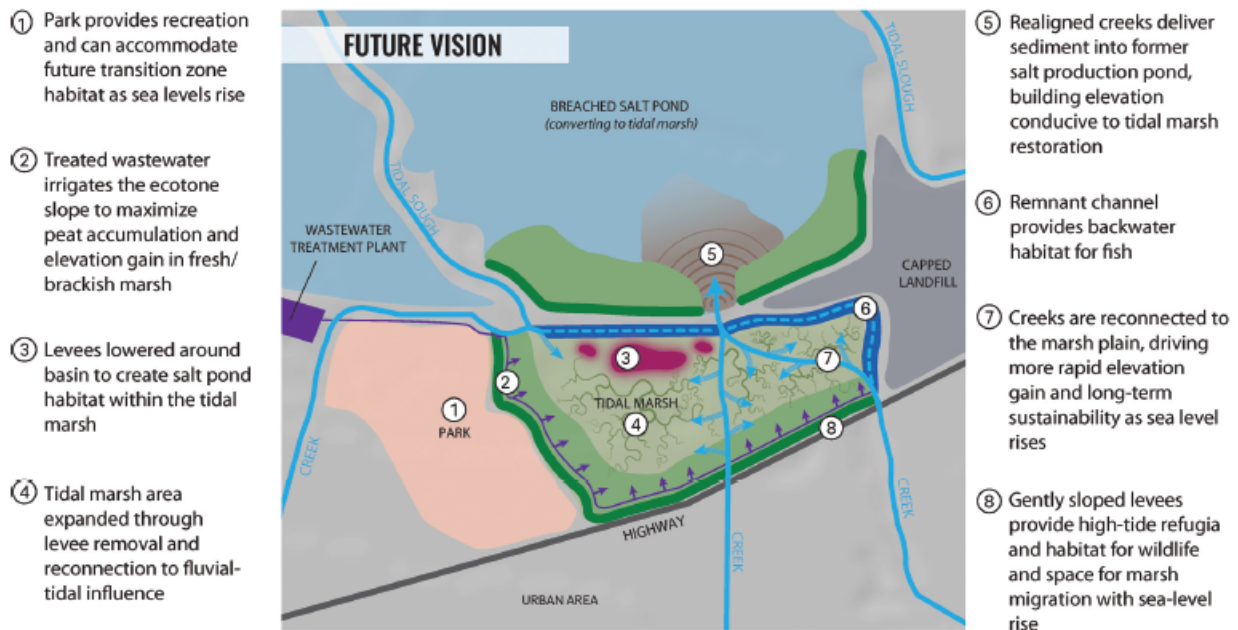 ① Park provides recreation
and can accommodate
future transition zone
habitat as sea levels rise
② Treated wastewater
irrigates the ecotone
slope to maximize
peat accumulation and
elevation gain in fresh/
brackish marsh
③ Levees lowered around
basin to create salt pond
habitat within the tidal
marsh
④ Tidal marsh area
expanded through
levee removal and
reconnection to fluvial-
tidal influence
FUTURE VISION
BREACHED SALT POND
(converting to tidal marsh)
TIDAL SLOUGH
TIDAL SOUGH
WASTEWATER
TREATMENT PLANT
CAPPED
LANDFILL
5
6
3
7
2
TIDAL MARSH
1
4
8
PARK
CREEK
CREEK
CREEK
HIGHWAY
URBAN AREA
⑤ Realigned creeks deliver
sediment into former
salt production pond,
building elevation
conducive to tidal marsh
restoration
⑥ Remnant channel
provides backwater
habitat for fish
⑦ Creeks are reconnected to
the marsh plain, driving
more rapid elevation
gain and long-term
sustainability as sea level
rises
⑧ Gently sloped levees
provide high-tide refugia
and habitat for wildlife
and space for marsh
migration with sea-level
rise